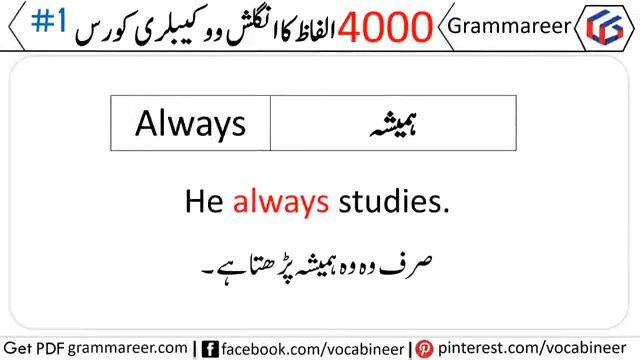 #1 4000 الفاظ کا انگلش ووکیبلری کورس Grammareer
Always ہمیشہ
He always studies.
صرف وہ وہ ہمیشہ پڑھتا ہے ۔
Get PDF grammareer.com | facebook.com/vocabineer | pinterest.com/vocabineer